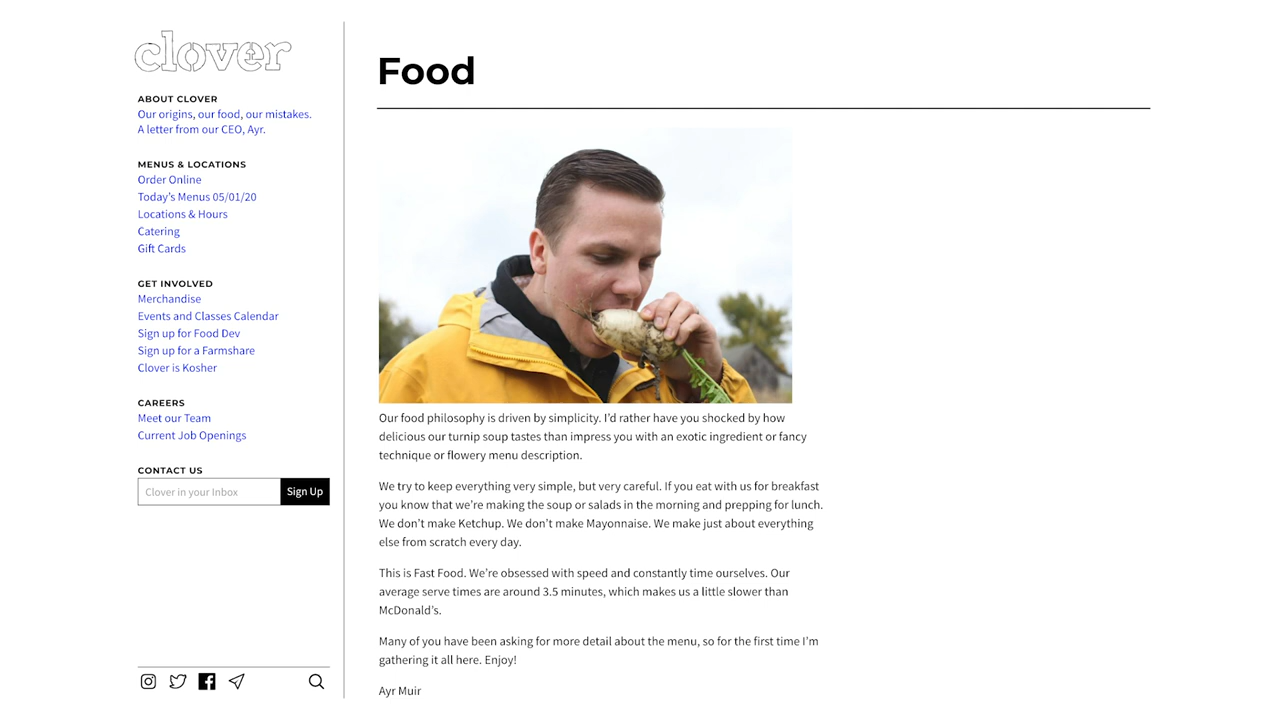 clover
ABOUT CLOVER
Our origins, our food, our mistakes.
A letter from our CEO, Ayr.
MENUS & LOCATIONS
Order Online
Today's Menus 05/01/20
Locations & Hours
Catering
Gift Cards
GET INVOLVED
Merchandise
Events and Classes Calendar
Sign up for Food Dev
Sign up for a Farmshare
Clover is Kosher
CAREERS
Meet our Team
Current Job Openings
CONTACT US
Clover in your Inbox Sign Up
Food
Our food philosophy is driven by simplicity. I'd rather have you shocked by how
delicious our turnip soup tastes than impress you with an exotic ingredient or fancy
technique or flowery menu description.
We try to keep everything very simple, but very careful. If you eat with us for breakfast
you know that we're making the soup or salads in the morning and prepping for lunch.
We don't make Ketchup. We don't make Mayonnaise. We make just about everything
else from scratch every day.
This is Fast Food. We're obsessed with speed and constantly time ourselves. Our
average serve times are around 3.5 minutes, which makes us a little slower than
McDonald's.
Many of you have been asking for more detail about the menu, so for the first time I'm
gathering it all here. Enjoy!
Ayr Muir